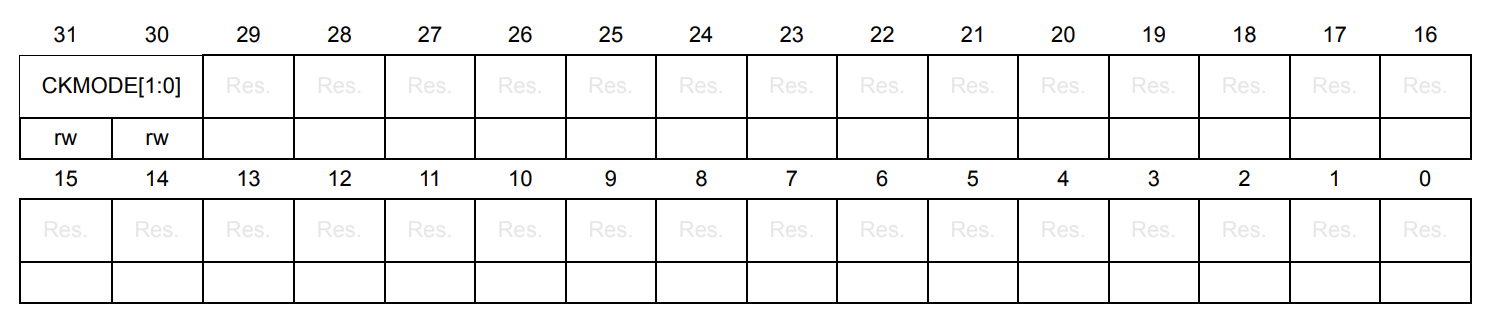 31 30 29 28 27 26 25 24 23 22 21 20 19 18 17 16
CKMODE[1:0] Res. Res. Res. Res. Res. Res. Res. Res. Res. Res. Res. Res. Res. Res.
rw rw
15 14 13 12 11 10 9 8 7 6 5 4 3 2 1 0
Res. Res. Res. Res. Res. Res. Res. Res. Res. Res. Res. Res. Res. Res. Res. Res.